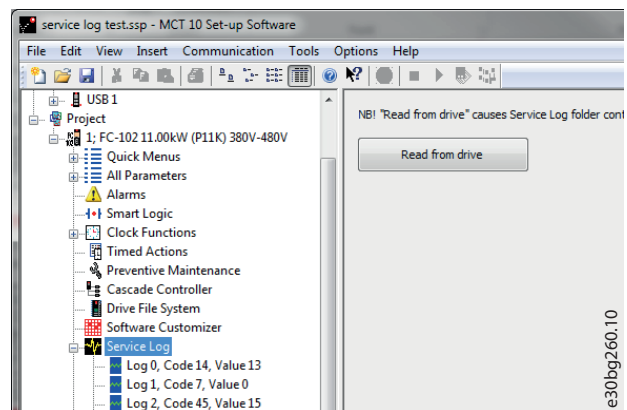 service log test.ssp - MCT 10 Set-up Software
File Edit View Insert Communication Tools Options Help
USB 1
Project
1; FC-102 11.00kW (P11K) 380V-480V
Quick Menus
All Parameters
Alarms
Smart Logic
Clock Functions
Timed Actions
Preventive Maintenance
Cascade Controller
Drive File System
Software Customizer
Service Log
Log 0, Code 14, Value 13
Log 1, Code 7, Value 0
Log 2, Code 45, Value 15
NB! "Read from drive" causes Service Log folder cont
Read from drive
e30bg260.10